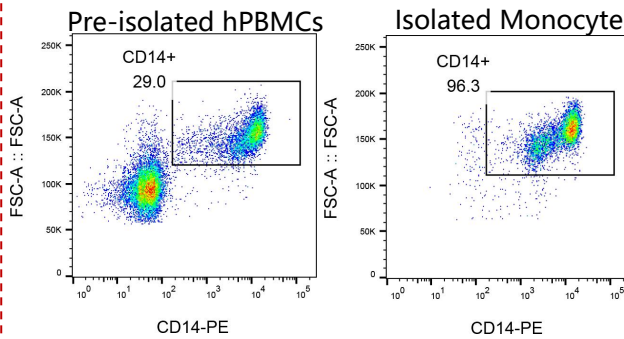 Pre-isolated hPBMCs
CD14+
29.0
250K
200K
150K
100K
50K
0
FSC-A :: FSC-A
10^0 10^1 10^2 10^3 10^4 10^5
CD14-PE
Isolated Monocyte
CD14+
96.3
250K
200K
150K
100K
50K
0
FSC-A :: FSC-A
10^0 10^1 10^2 10^3 10^4 10^5
CD14-PE